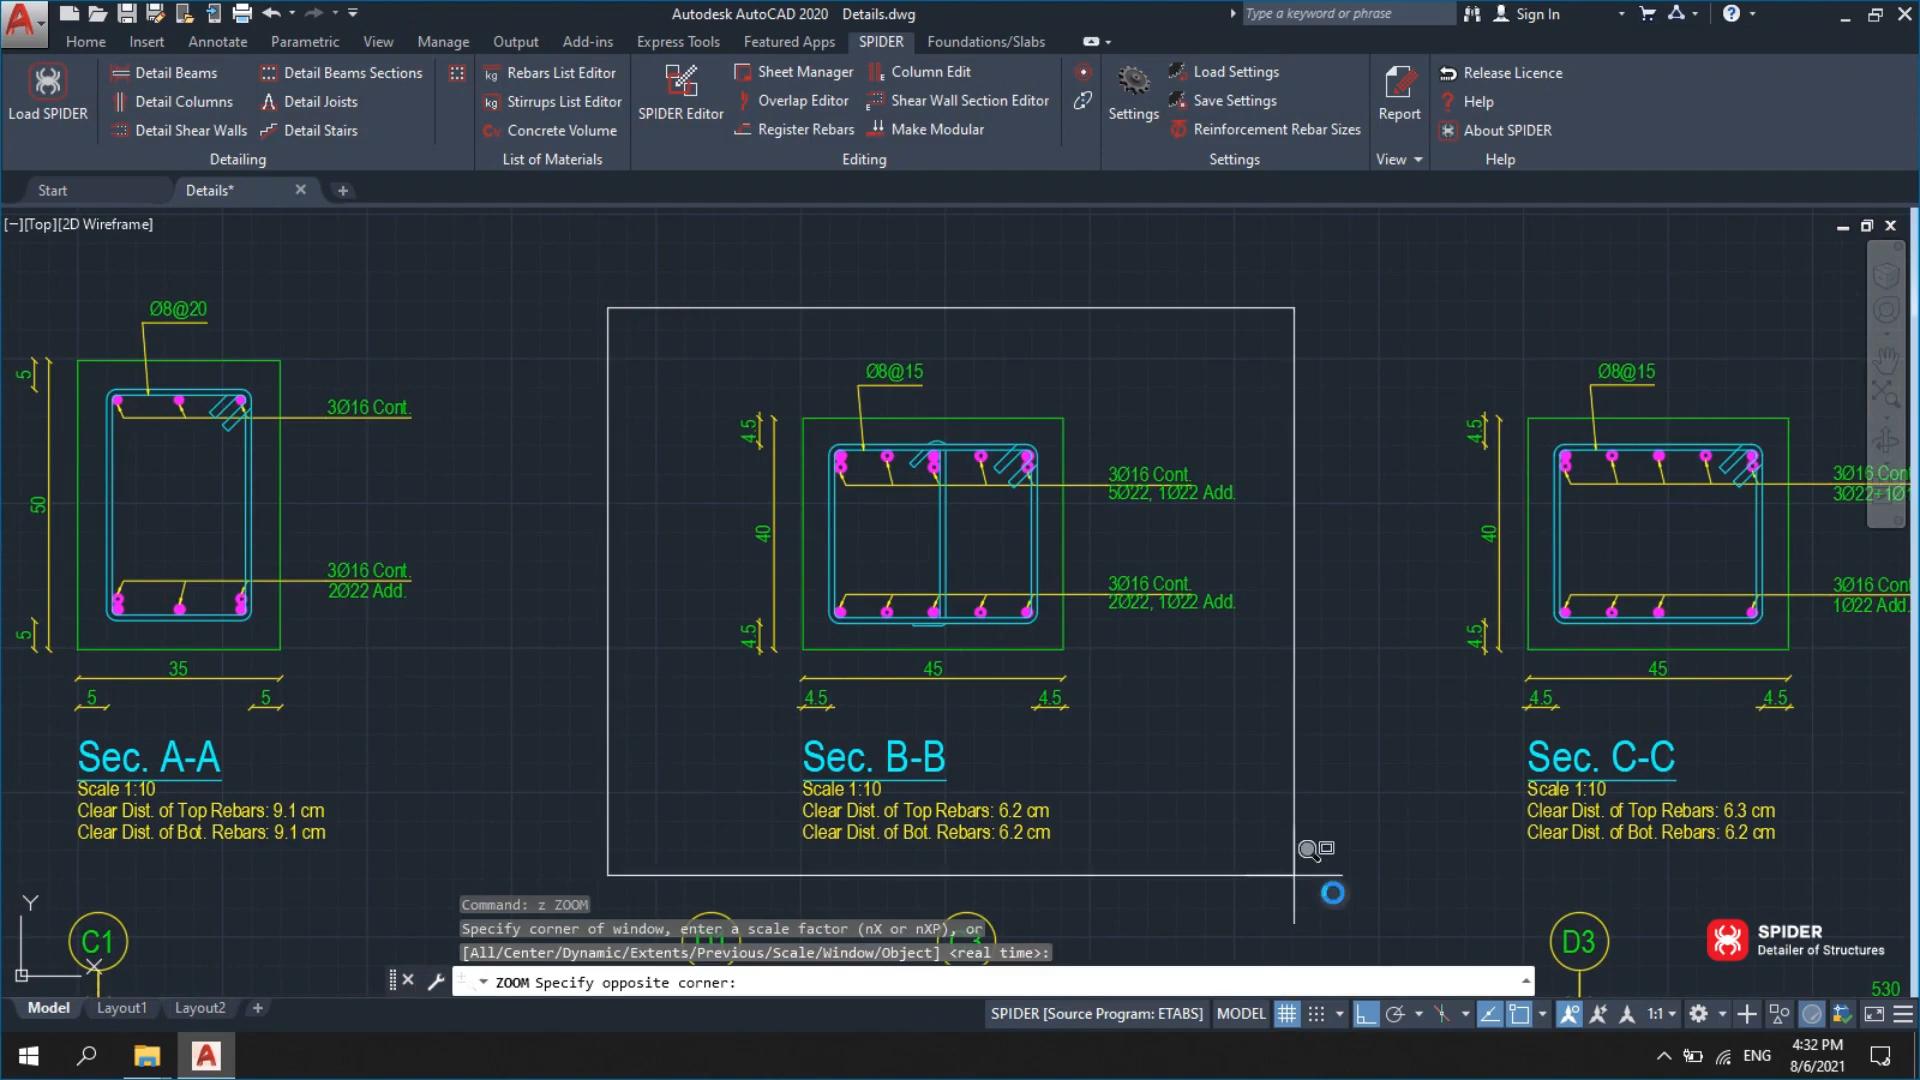 Autodesk AutoCAD 2020 Details.dwg
Type a keyword or phrase
Sign In
Home Insert Annotate Parametric View Manage Output Add-ins Express Tools Featured Apps SPIDER Foundations/Slabs
Load SPIDER
Detail Beams
Detail Columns
Detail Shear Walls
Detail Beams Sections
Detail Joists
Detail Stairs
Detailing
kg Rebars List Editor
kg Stirrups List Editor
Cv Concrete Volume
List of Materials
SPIDER Editor
Sheet Manager
Overlap Editor
Register Rebars
Column Edit
Shear Wall Section Editor
Make Modular
Editing
Settings
Load Settings
Save Settings
Reinforcement Rebar Sizes
Settings
Report
View
Release Licence
Help
About SPIDER
Help
Start
Details*
[−][Top][2D Wireframe]
Ø8@20
5
50
5
3Ø16 Cont.
3Ø16 Cont.
2Ø22 Add.
35
5
5
Sec. A-A
Scale 1:10
Clear Dist. of Top Rebars: 9.1 cm
Clear Dist. of Bot. Rebars: 9.1 cm
Ø8@15
4.5
40
4.5
3Ø16 Cont.
5Ø22, 1Ø22 Add.
3Ø16 Cont.
2Ø22, 1Ø22 Add.
45
4.5
4.5
Sec. B-B
Scale 1:10
Clear Dist. of Top Rebars: 6.2 cm
Clear Dist. of Bot. Rebars: 6.2 cm
Ø8@15
4.5
40
4.5
3Ø16 Cont
3Ø22+1Ø1
3Ø16 Cont
1Ø22 Add.
45
4.5
4.5
Sec. C-C
Scale 1:10
Clear Dist. of Top Rebars: 6.3 cm
Clear Dist. of Bot. Rebars: 6.2 cm
Y
X
C1
D3
530
SPIDER
Detailer of Structures
Command: z ZOOM
Specify corner of window, enter a scale factor (nX or nXP), or
[All/Center/Dynamic/Extents/Previous/Scale/Window/Object] <real time>:
ZOOM Specify opposite corner:
Model Layout1 Layout2
SPIDER [Source Program: ETABS] MODEL 1:1
ENG
4:32 PM
8/6/2021